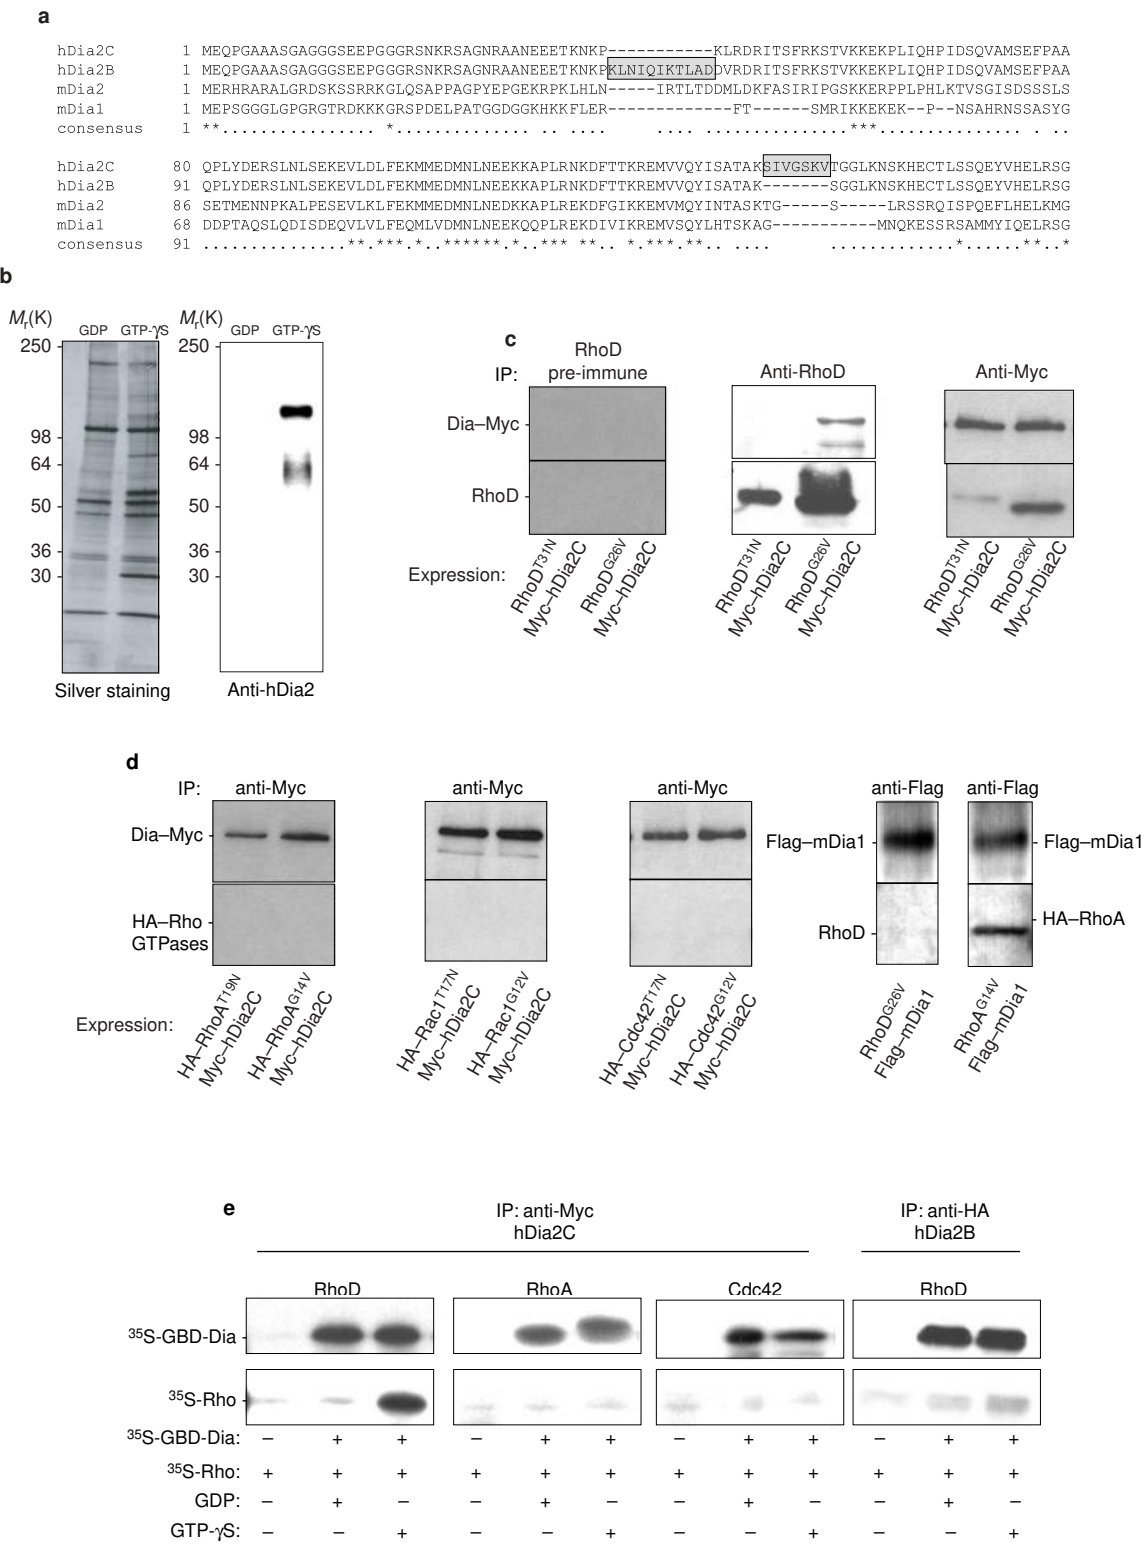 a
hDia2C 1 MEQPGAAASGAGGGSEEPGGGRSNKRSAGNRAANEEETKNKP-----------KLRDRITSFRKSTVKKEKPLIQHPIDSQVAMSEFPAA
hDia2B 1 MEQPGAAASGAGGGSEEPGGGRSNKRSAGNRAANEEETKNKPKLNIQIKTLADDVRDRITSFRKSTVKKEKPLIQHPIDSQVAMSEFPAA
mDia2 1 MERHRARALGRDSKSSRRKGLQSAPPAGPYEPGEKRPKLHLN-----IRTLTDDMLDKFASIRIPGSKKERPPLPHLKTVSGISDSSSLS
mDia1 1 MEPSGGGLGPGRGTRDKKKGRSPDELPATGGDGGKHKKFLER-------------FT------SMRIKKEKEK--P--NSAHRNSSASYG
consensus 1 **................*.............. .. ....     ... .. ..................***.................. . ..
hDia2C 80 QPLYDERSLNLSEKEVLDLFEKMMEDMNLNEEKKAPLRNKDFTTKREMVVQYISATAKSIVGSKVTGGLKNSKHECTLSSQEYVHELRSG
hDia2B 91 QPLYDERSLNLSEKEVLDLFEKMMEDMNLNEEKKAPLRNKDFTTKREMVVQYISATAK-------SGGLKNSKHECTLSSQEYVHELRSG
mDia2 86 SETMENNPKALPESEVLKLFEKMMEDMNLNEDKKAPLREKDFGIKKEMVMQYINTASKTG------S-----LRSSRQISPQEFLHELKMG
mDia1 68 DDPTAQSLQDISDEQVLVLFEQMLVDMNLNEEKQQPLREKDIVIKREMVSQYLHTSKAG-----------MNQKESSRSAMMYIQELRSG
consensus 91 ...............**.***.*...*******.*..***.**...*.***.**.. .. ....      .............*......**..*
b
Mr(K)
GDP GTP-γS
250
98
64
50
36
30
Silver staining
Mr(K)
GDP GTP-γS
250
98
64
50
36
30
Anti-hDia2
c
IP:
RhoD
pre-immune
Anti-RhoD
Anti-Myc
Dia–Myc
RhoD
Expression:
RhoDT31N
Myc–hDia2C
RhoDG26V
Myc–hDia2C
RhoDT31N
Myc–hDia2C
RhoDG26V
Myc–hDia2C
RhoDT31N
Myc–hDia2C
RhoDG26V
Myc–hDia2C
d
IP: anti-Myc anti-Myc anti-Myc anti-Flag anti-Flag
Dia–Myc
Flag–mDia1
Flag–mDia1
HA–Rho
GTPases
RhoD
HA–RhoA
Expression:
HA–RhoAT19N
Myc–hDia2C
HA–RhoAG14V
Myc–hDia2C
HA–Rac1T17N
Myc–hDia2C
HA–Rac1G12V
Myc–hDia2C
HA–Cdc42T17N
Myc–hDia2C
HA–Cdc42G12V
Myc–hDia2C
RhoDG26V
Flag–mDia1
RhoAG14V
Flag–mDia1
e
IP: anti-Myc
hDia2C
IP: anti-HA
hDia2B
RhoD RhoA Cdc42 RhoD
35S-GBD-Dia
35S-Rho
35S-GBD-Dia: – + + – + + – + + – + +
35S-Rho: + + + + + + + + + + + +
GDP: – + – – + – – + – – + –
GTP-γS: – – + – – + – – + – – +